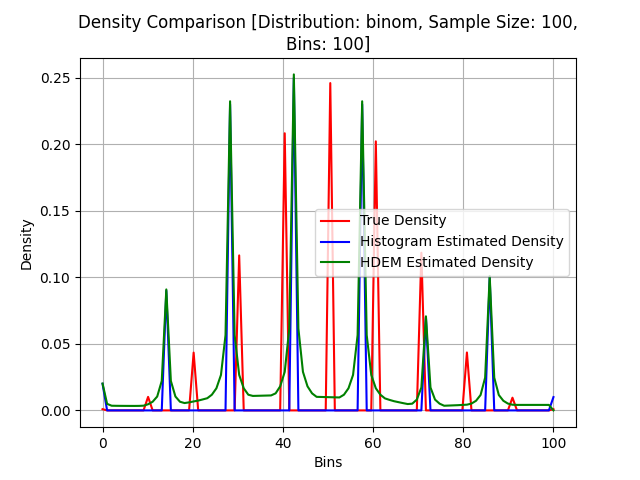 Density Comparison [Distribution: binom, Sample Size: 100,
Bins: 100]
0.25
0.20
0.15
0.10
0.05
0.00
Density
True Density
Histogram Estimated Density
HDEM Estimated Density
0 20 40 60 80 100
Bins